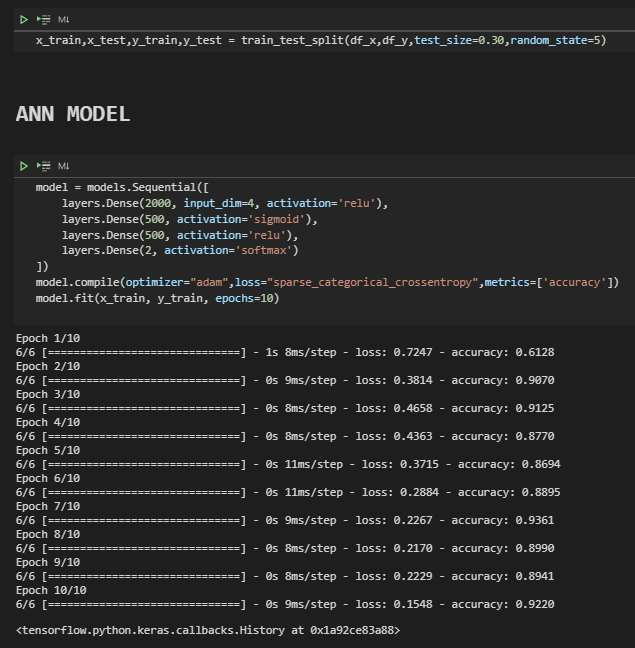 M↓
x_train,x_test,y_train,y_test = train_test_split(df_x,df_y,test_size=0.30,random_state=5)
ANN MODEL
M↓
model = models.Sequential([
    layers.Dense(2000, input_dim=4, activation='relu'),
    layers.Dense(500, activation='sigmoid'),
    layers.Dense(500, activation='relu'),
    layers.Dense(2, activation='softmax')
])
model.compile(optimizer="adam",loss="sparse_categorical_crossentropy",metrics=['accuracy'])
model.fit(x_train, y_train, epochs=10)
Epoch 1/10
6/6 [==============================] - 1s 8ms/step - loss: 0.7247 - accuracy: 0.6128
Epoch 2/10
6/6 [==============================] - 0s 9ms/step - loss: 0.3814 - accuracy: 0.9070
Epoch 3/10
6/6 [==============================] - 0s 8ms/step - loss: 0.4658 - accuracy: 0.9125
Epoch 4/10
6/6 [==============================] - 0s 8ms/step - loss: 0.4363 - accuracy: 0.8770
Epoch 5/10
6/6 [==============================] - 0s 11ms/step - loss: 0.3715 - accuracy: 0.8694
Epoch 6/10
6/6 [==============================] - 0s 11ms/step - loss: 0.2884 - accuracy: 0.8895
Epoch 7/10
6/6 [==============================] - 0s 9ms/step - loss: 0.2267 - accuracy: 0.9361
Epoch 8/10
6/6 [==============================] - 0s 8ms/step - loss: 0.2170 - accuracy: 0.8990
Epoch 9/10
6/6 [==============================] - 0s 8ms/step - loss: 0.2229 - accuracy: 0.8941
Epoch 10/10
6/6 [==============================] - 0s 9ms/step - loss: 0.1548 - accuracy: 0.9220
<tensorflow.python.keras.callbacks.History at 0x1a92ce83a88>